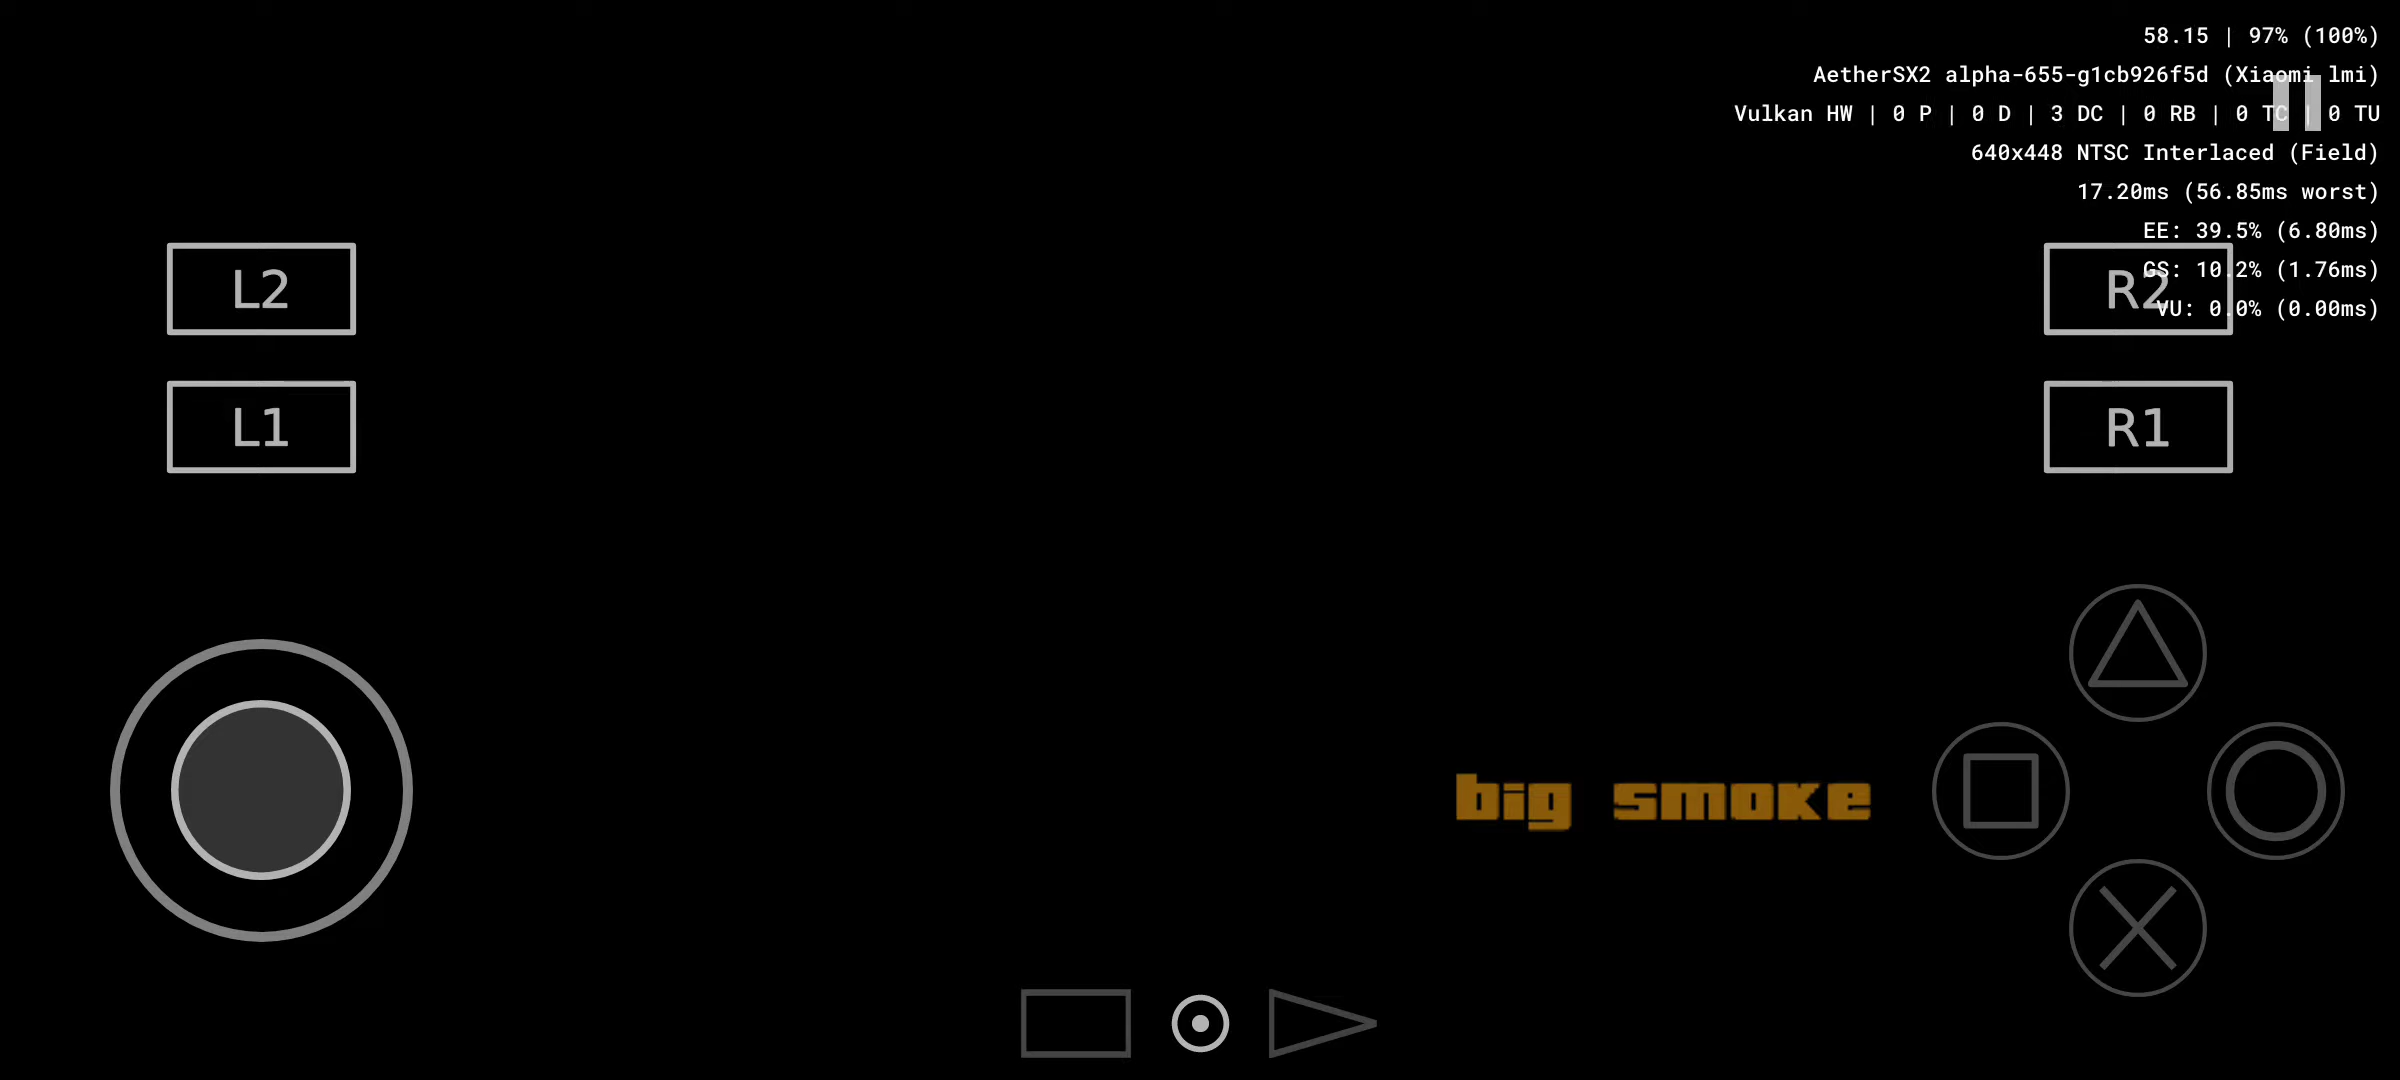 58.15 | 97% (100%)
AetherSX2 alpha-655-g1cb926f5d (Xiaomi lmi)
Vulkan HW | 0 P | 0 D | 3 DC | 0 RB | 0 TC | 0 TU
640x448 NTSC Interlaced (Field)
17.20ms (56.85ms worst)
EE: 39.5% (6.80ms)
GS: 10.2% (1.76ms)
VU: 0.0% (0.00ms)
L2
R2
L1
R1
big smoke